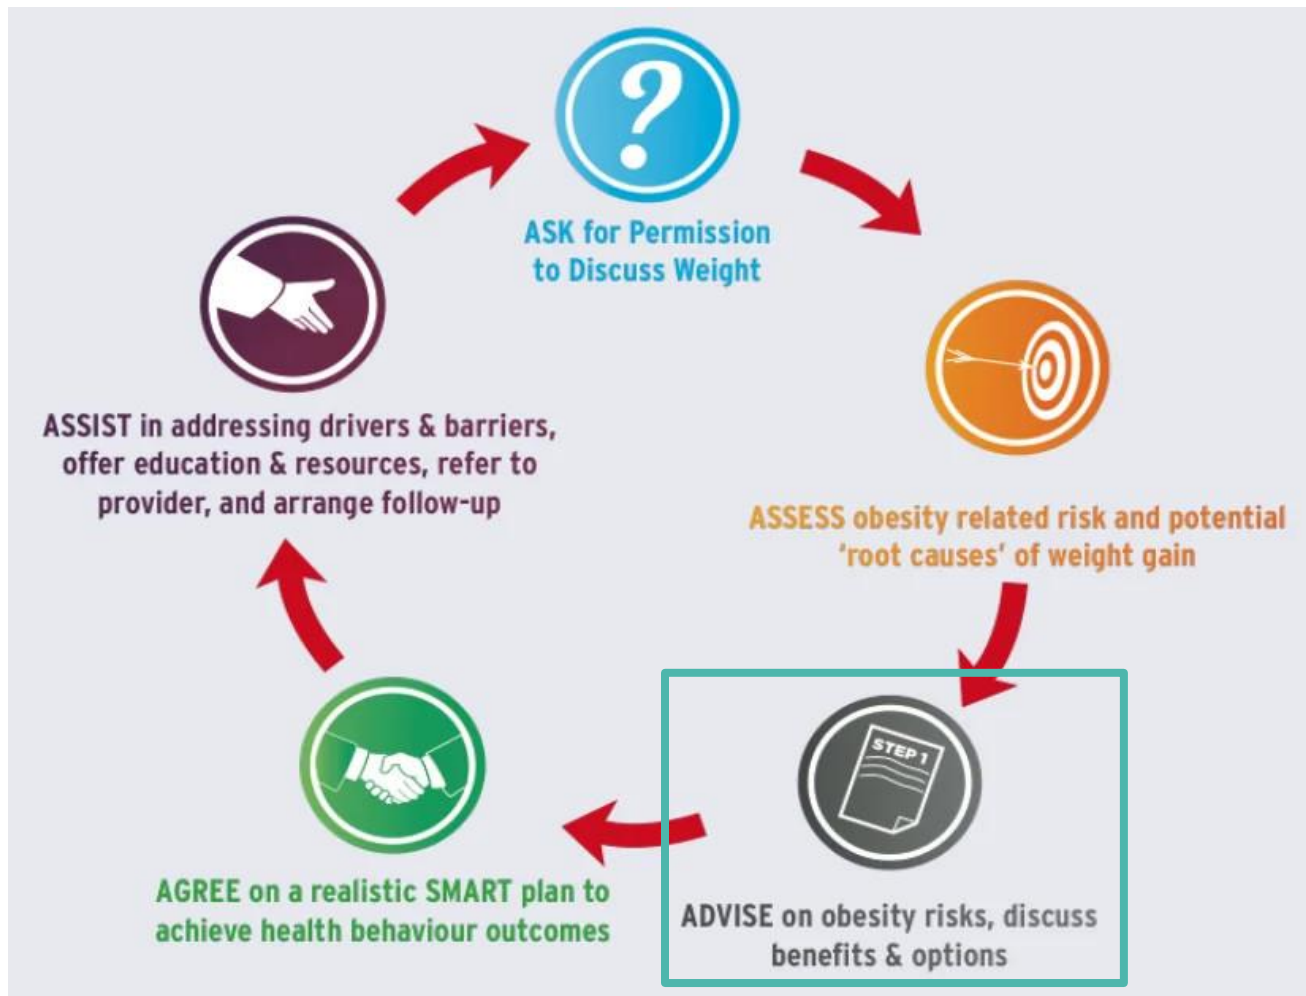 ?
ASK for Permission
to Discuss Weight
ASSESS obesity related risk and potential
'root causes' of weight gain
STEP 1
ADVISE on obesity risks, discuss
benefits & options
AGREE on a realistic SMART plan to
achieve health behaviour outcomes
ASSIST in addressing drivers & barriers,
offer education & resources, refer to
provider, and arrange follow-up